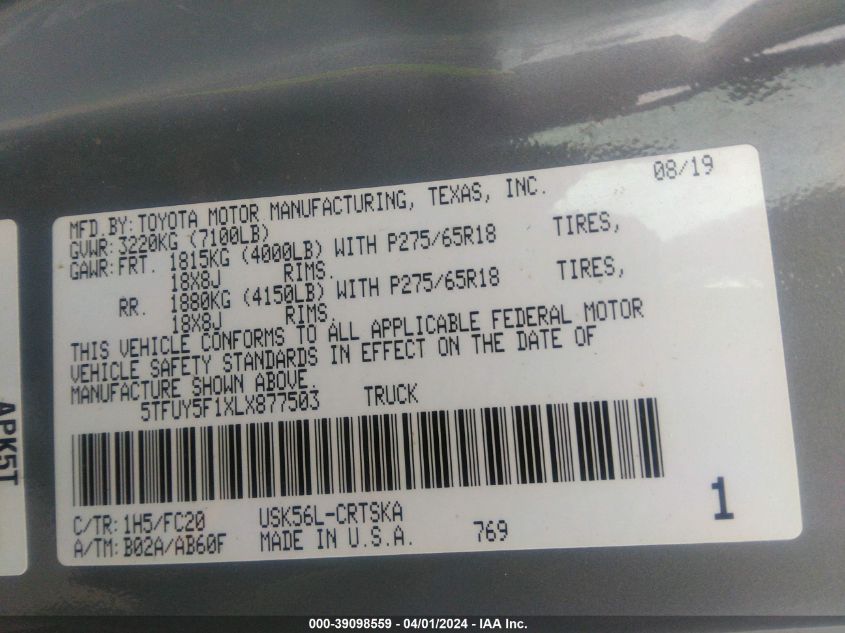 08/19
MFD.BY: TOYOTA MOTOR MANUFACTURING, TEXAS, INC.
GVWR: 3220KG (7100LB)
GAWR: FRT. 1815KG (4000LB) WITH P275/65R18 TIRES,
18X8J RIMS.
RR. 1880KG (4150LB) WITH P275/65R18 TIRES,
18X8J RIMS.
THIS VEHICLE CONFORMS TO ALL APPLICABLE FEDERAL MOTOR
VEHICLE SAFETY STANDARDS IN EFFECT ON THE DATE OF
MANUFACTURE SHOWN ABOVE.
5TFUY5F1XLX877503 TRUCK
C/TR: 1H5/FC20 USK56L-CRTSKA
A/TM: B02A/AB60F MADE IN U.S.A. 769
1
APK5T
000-39098559 - 04/01/2024 - IAA Inc.